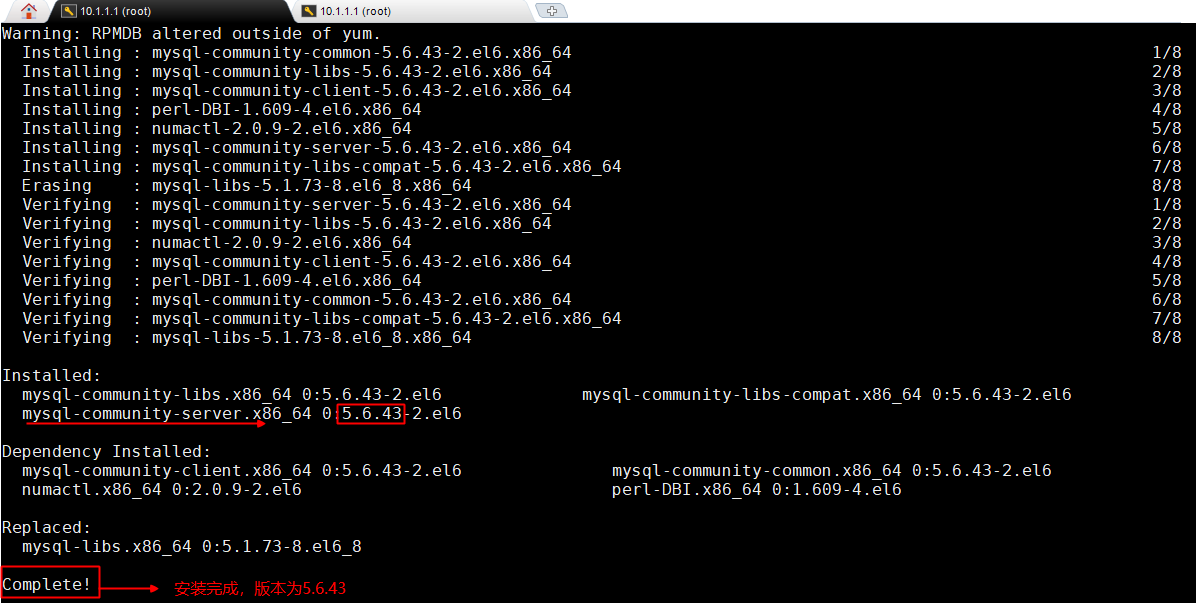 10.1.1.1 (root) 10.1.1.1 (root)
Warning: RPMDB altered outside of yum.
Installing : mysql-community-common-5.6.43-2.el6.x86_64 1/8
Installing : mysql-community-libs-5.6.43-2.el6.x86_64 2/8
Installing : mysql-community-client-5.6.43-2.el6.x86_64 3/8
Installing : perl-DBI-1.609-4.el6.x86_64 4/8
Installing : numactl-2.0.9-2.el6.x86_64 5/8
Installing : mysql-community-server-5.6.43-2.el6.x86_64 6/8
Installing : mysql-community-libs-compat-5.6.43-2.el6.x86_64 7/8
Erasing : mysql-libs-5.1.73-8.el6_8.x86_64 8/8
Verifying : mysql-community-server-5.6.43-2.el6.x86_64 1/8
Verifying : mysql-community-libs-5.6.43-2.el6.x86_64 2/8
Verifying : numactl-2.0.9-2.el6.x86_64 3/8
Verifying : mysql-community-client-5.6.43-2.el6.x86_64 4/8
Verifying : perl-DBI-1.609-4.el6.x86_64 5/8
Verifying : mysql-community-common-5.6.43-2.el6.x86_64 6/8
Verifying : mysql-community-libs-compat-5.6.43-2.el6.x86_64 7/8
Verifying : mysql-libs-5.1.73-8.el6_8.x86_64 8/8
Installed:
mysql-community-libs.x86_64 0:5.6.43-2.el6 mysql-community-libs-compat.x86_64 0:5.6.43-2.el6
mysql-community-server.x86_64 0:5.6.43-2.el6
Dependency Installed:
mysql-community-client.x86_64 0:5.6.43-2.el6 mysql-community-common.x86_64 0:5.6.43-2.el6
numactl.x86_64 0:2.0.9-2.el6 perl-DBI.x86_64 0:1.609-4.el6
Replaced:
mysql-libs.x86_64 0:5.1.73-8.el6_8
Complete! 安装完成，版本为5.6.43